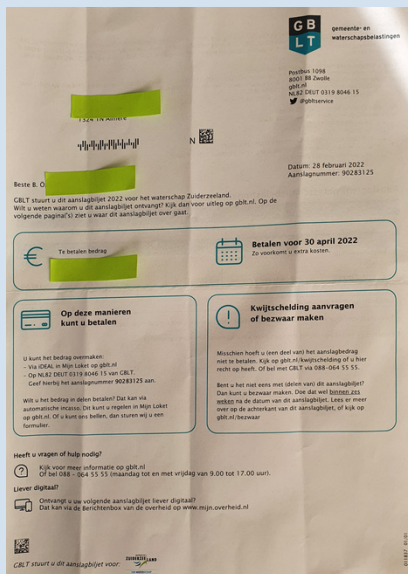 GB
LT
gemeente- en
waterschapsbelastingen
Postbus 1098
8001 BB Zwolle
gblt.nl
NL82 DEUT 0319 8046 15
@gbltservice
N
Datum: 28 februari 2022
Aanslagnummer: 90283125
Beste B. O
GBLT stuurt u dit aanslagbiljet 2022 voor het waterschap Zuiderzeeland.
Wilt u weten waarom u dit aanslagbiljet ontvangt? Kijk dan voor uitleg op gblt.nl. Op de
volgende pagina('s) ziet u waar dit aanslagbiljet over gaat.
Te betalen bedrag
Betalen voor 30 april 2022
Zo voorkomt u extra kosten.
Op deze manieren
kunt u betalen
U kunt het bedrag overmaken:
- Via iDEAL in Mijn Loket op gblt.nl
- Op NL82 DEUT 0319 8046 15 van GBLT.
Geef hierbij het aanslagnummer 90283125 aan.
Wilt u het bedrag in delen betalen? Dat kan via
automatische incasso. Dit kunt u regelen in Mijn Loket
op gblt.nl. Of u kunt ons bellen, dan sturen wij u een
formulier.
Kwijtschelding aanvragen
of bezwaar maken
Misschien hoeft u (een deel van) het aanslagbedrag
niet te betalen. Kijk op gblt.nl/kwijtschelding of u hier
recht op heeft. Of bel met GBLT via 088-064 55 55.
Bent u het niet eens met (delen van) dit aanslagbiljet?
Dan kunt u bezwaar maken. Doe dat wel binnen zes
weken na de datum van dit aanslagbiljet. Lees er meer
over op de achterkant van dit aanslagbiljet, of kijk op
gblt.nl/bezwaar
Heeft u vragen of hulp nodig?
Kijk voor meer informatie op gblt.nl
Of bel 088 - 064 55 55 (maandag tot en met vrijdag van 9.00 tot 17.00 uur).
Liever digitaal?
Ontvangt u uw volgende aanslagbiljet liever digitaal?
Dat kan via de Berichtenbox van de overheid op www.mijn.overheid.nl
GBLT stuurt u dit aanslagbiljet voor:
ZUIDERZEELAND